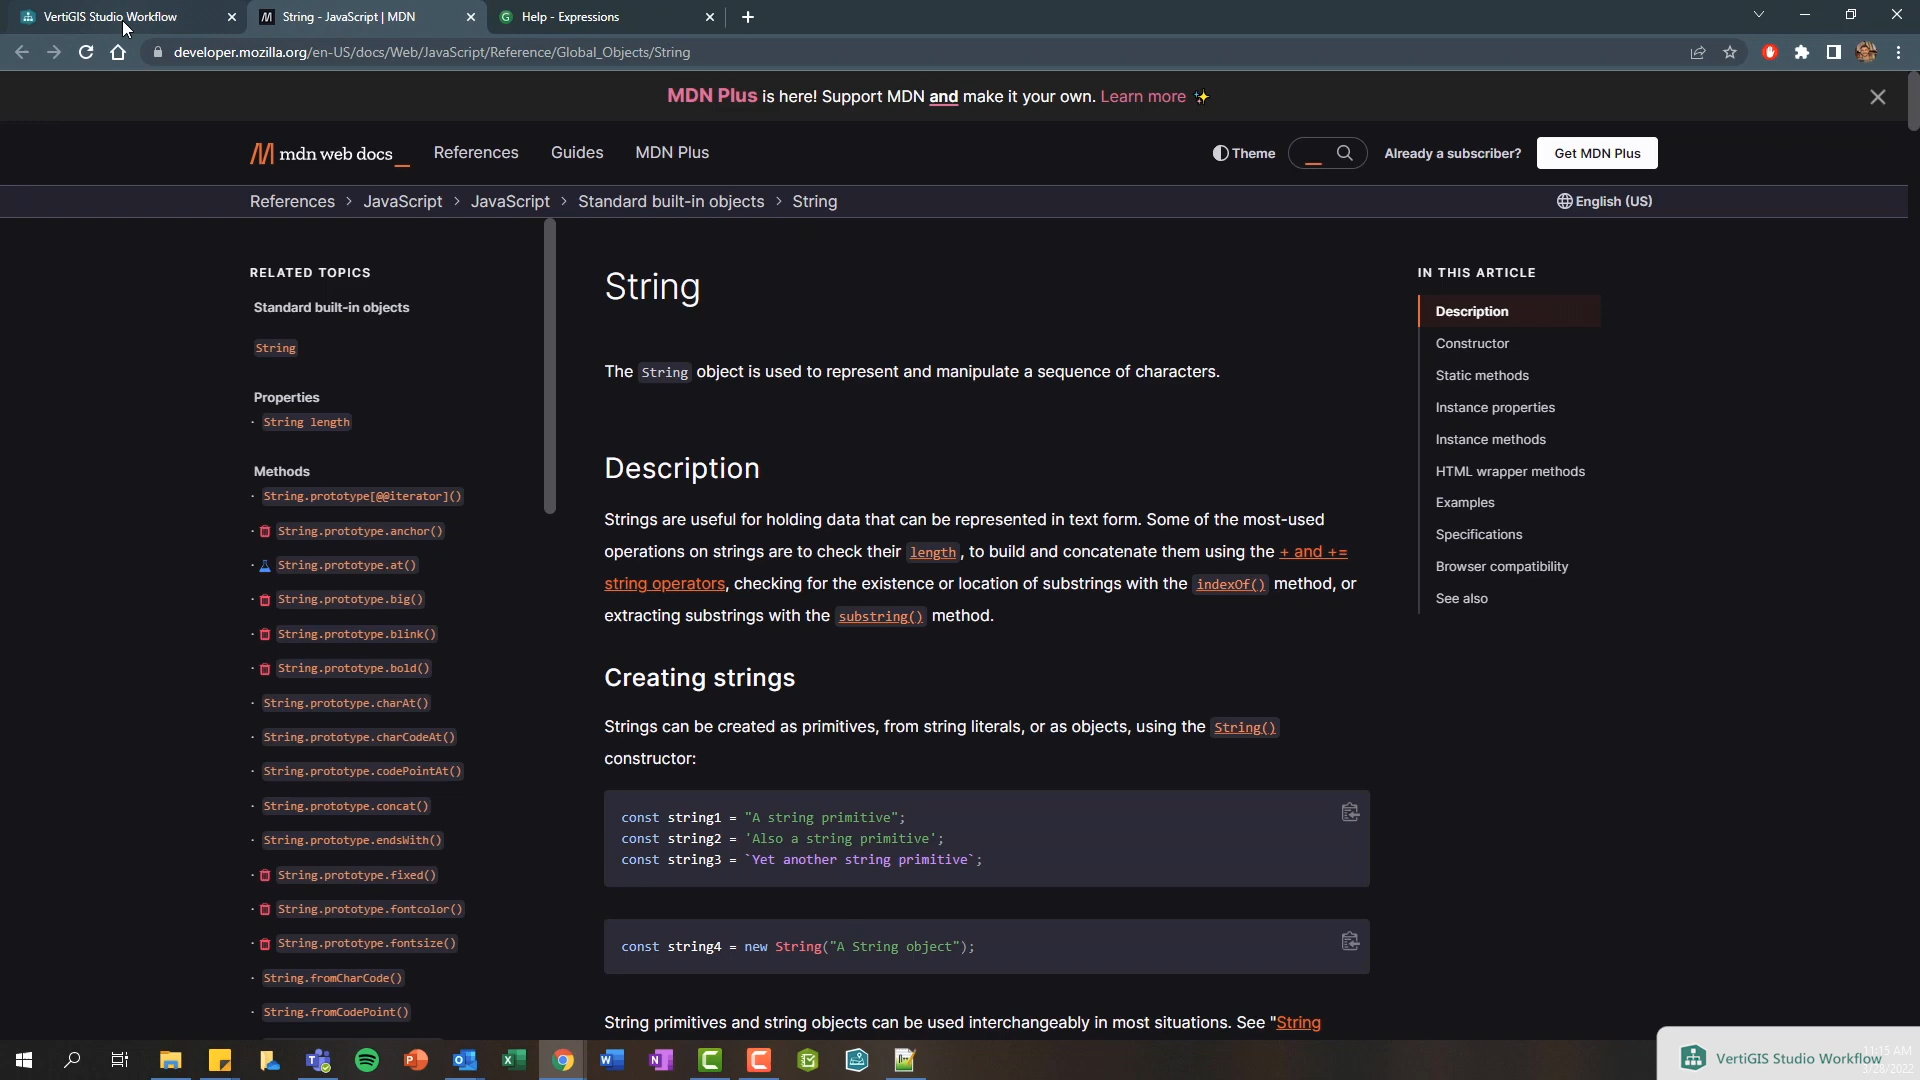 VertiGIS Studio Workflow
String - JavaScript | MDN
Help - Expressions
developer.mozilla.org/en-US/docs/Web/JavaScript/Reference/Global_Objects/String
MDN Plus is here! Support MDN and make it your own. Learn more ✨
mdn web docs_
References
Guides
MDN Plus
Theme
Already a subscriber?
Get MDN Plus
References > JavaScript > JavaScript > Standard built-in objects > String
English (US)
RELATED TOPICS
Standard built-in objects
String
Properties
String length
Methods
String.prototype[@@iterator]()
String.prototype.anchor()
String.prototype.at()
String.prototype.big()
String.prototype.blink()
String.prototype.bold()
String.prototype.charAt()
String.prototype.charCodeAt()
String.prototype.codePointAt()
String.prototype.concat()
String.prototype.endsWith()
String.prototype.fixed()
String.prototype.fontcolor()
String.prototype.fontsize()
String.fromCharCode()
String.fromCodePoint()
String
The String object is used to represent and manipulate a sequence of characters.
Description
Strings are useful for holding data that can be represented in text form. Some of the most-used
operations on strings are to check their length, to build and concatenate them using the + and +=
string operators, checking for the existence or location of substrings with the indexOf() method, or
extracting substrings with the substring() method.
Creating strings
Strings can be created as primitives, from string literals, or as objects, using the String()
constructor:
const string1 = "A string primitive";
const string2 = 'Also a string primitive';
const string3 = `Yet another string primitive`;
const string4 = new String("A String object");
String primitives and string objects can be used interchangeably in most situations. See "String
IN THIS ARTICLE
Description
Constructor
Static methods
Instance properties
Instance methods
HTML wrapper methods
Examples
Specifications
Browser compatibility
See also
VertiGIS Studio Workflow
11:15 AM
3/28/2022